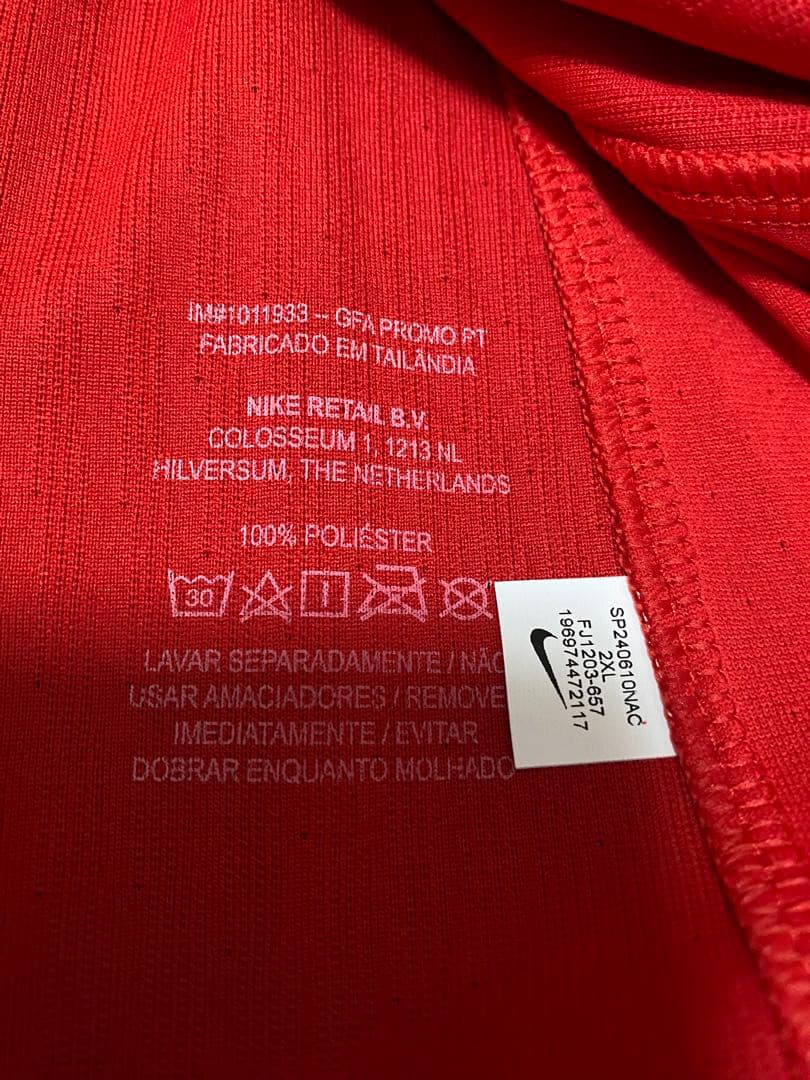 IM#1011933 -- GFA PROMO PT
FABRICADO EM TAILÂNDIA
NIKE RETAIL B.V.
COLOSSEUM 1, 1213 NL
HILVERSUM, THE NETHERLANDS
100% POLIÉSTER
30
LAVAR SEPARADAMENTE / NÃO
USAR AMACIADORES / REMOVE
IMEDIATAMENTE / EVITAR
DOBRAR ENQUANTO MOLHADO
SP240610NAC
2XL
FJ1203-657
196974472117